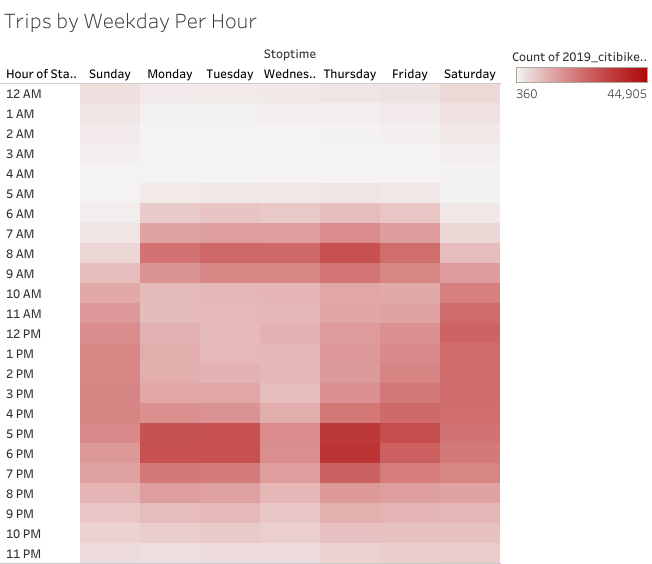 Trips by Weekday Per Hour
Stoptime
Count of 2019_citibike..
Hour of Sta.. Sunday Monday Tuesday Wednes.. Thursday Friday Saturday
360 44,905
12 AM
1 AM
2 AM
3 AM
4 AM
5 AM
6 AM
7 AM
8 AM
9 AM
10 AM
11 AM
12 PM
1 PM
2 PM
3 PM
4 PM
5 PM
6 PM
7 PM
8 PM
9 PM
10 PM
11 PM